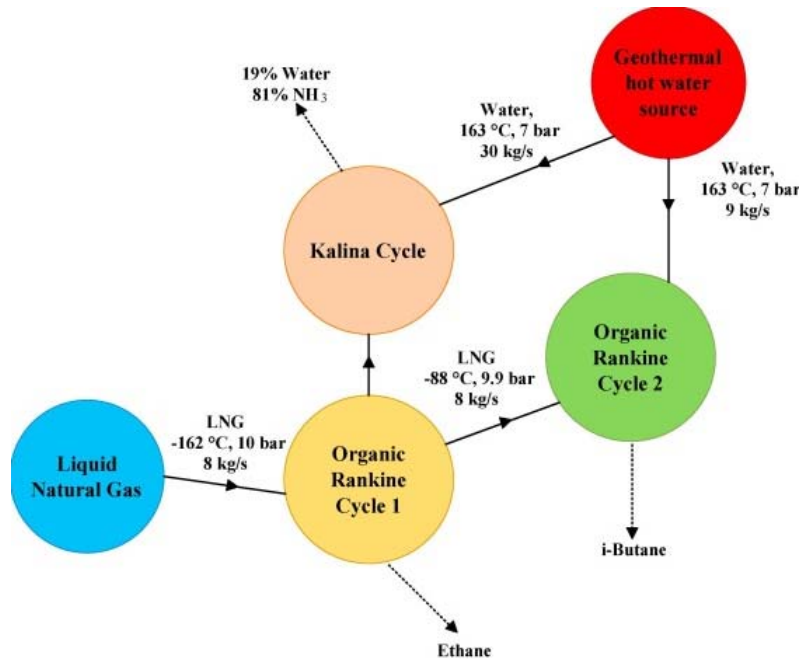 Geothermal
hot water
source
19% Water
81% NH₃
Water,
163 °C, 7 bar
30 kg/s
Water,
163 °C, 7 bar
9 kg/s
Kalina Cycle
Organic
Rankine
Cycle 2
LNG
-88 °C, 9.9 bar
8 kg/s
LNG
-162 °C, 10 bar
8 kg/s
Liquid
Natural Gas
Organic
Rankine
Cycle 1
i-Butane
Ethane